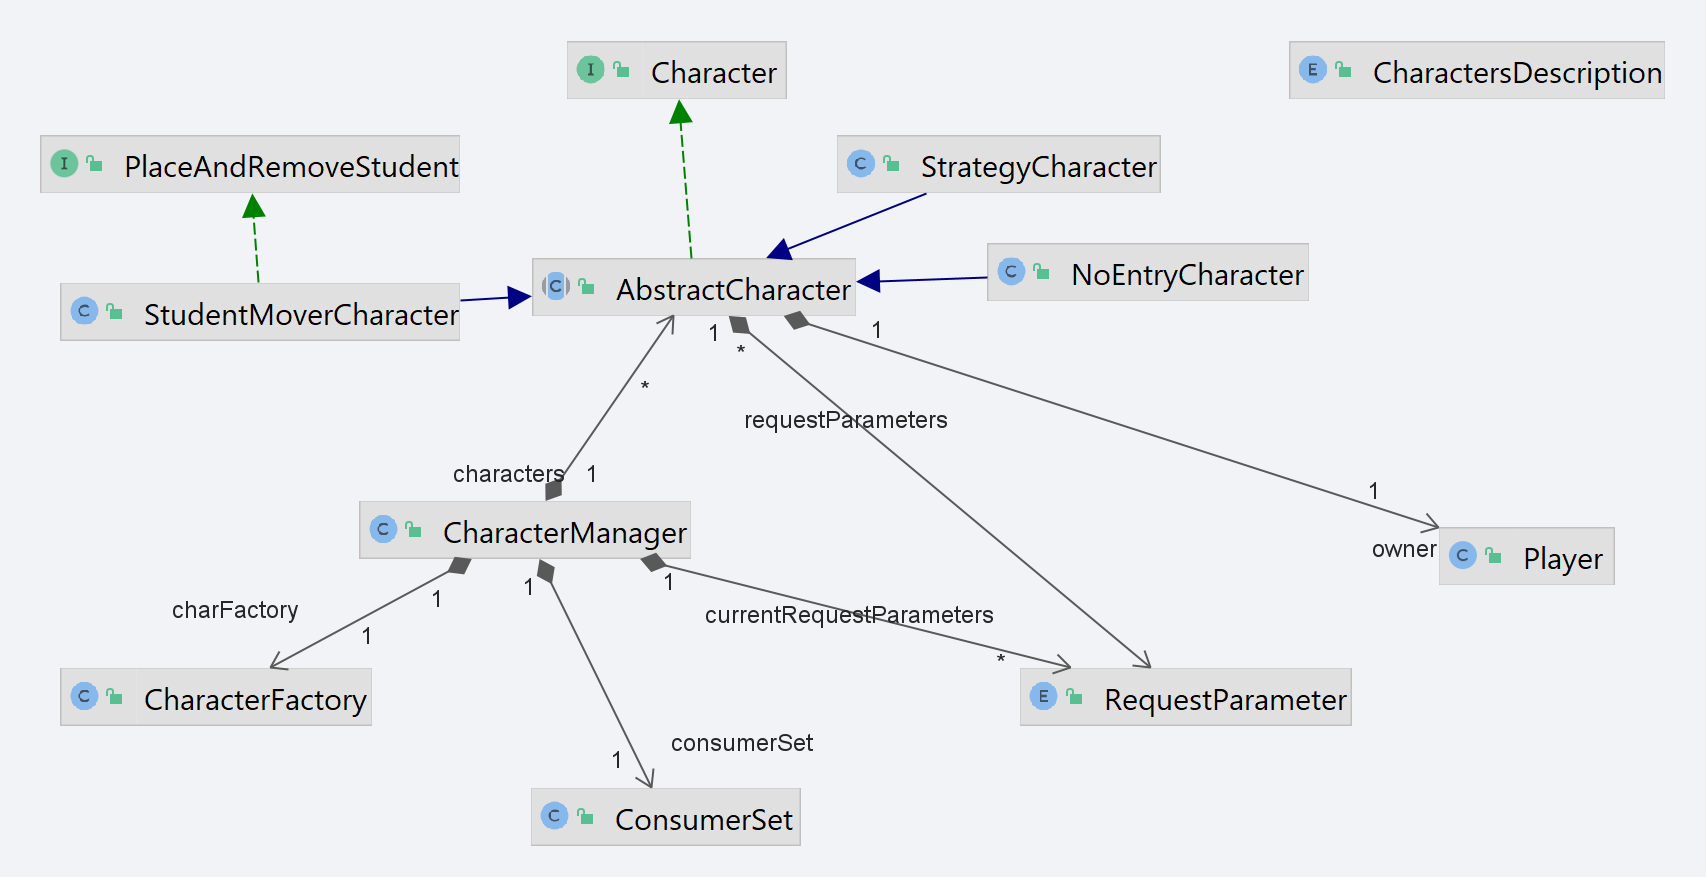 I Character
E CharactersDescription
I PlaceAndRemoveStudent
C StrategyCharacter
C NoEntryCharacter
C AbstractCharacter
C StudentMoverCharacter
1
*
1
*
requestParameters
characters
1
1
owner
C CharacterManager
C Player
1
1
1
charFactory
currentRequestParameters
1
*
C CharacterFactory
E RequestParameter
consumerSet
1
C ConsumerSet